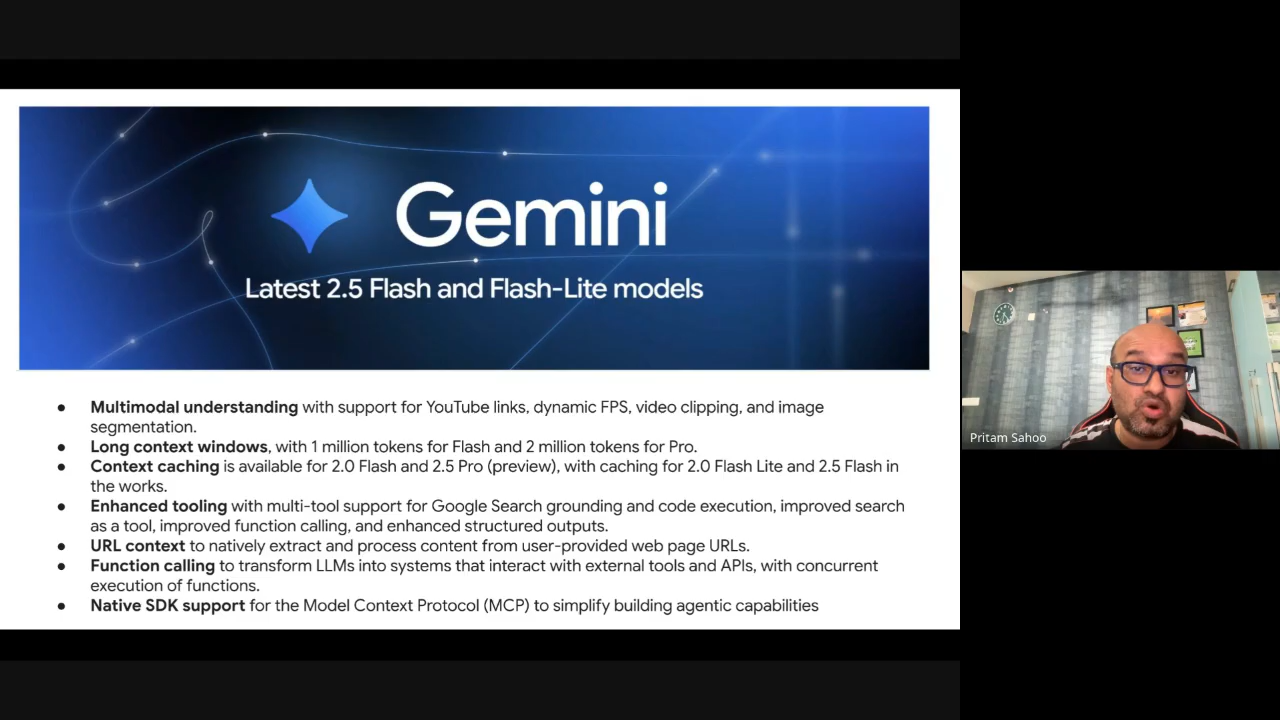 Gemini
Latest 2.5 Flash and Flash-Lite models
● Multimodal understanding with support for YouTube links, dynamic FPS, video clipping, and image
segmentation.
● Long context windows, with 1 million tokens for Flash and 2 million tokens for Pro.
● Context caching is available for 2.0 Flash and 2.5 Pro (preview), with caching for 2.0 Flash Lite and 2.5 Flash in
the works.
● Enhanced tooling with multi-tool support for Google Search grounding and code execution, improved search
as a tool, improved function calling, and enhanced structured outputs.
● URL context to natively extract and process content from user-provided web page URLs.
● Function calling to transform LLMs into systems that interact with external tools and APIs, with concurrent
execution of functions.
● Native SDK support for the Model Context Protocol (MCP) to simplify building agentic capabilities
Pritam Sahoo